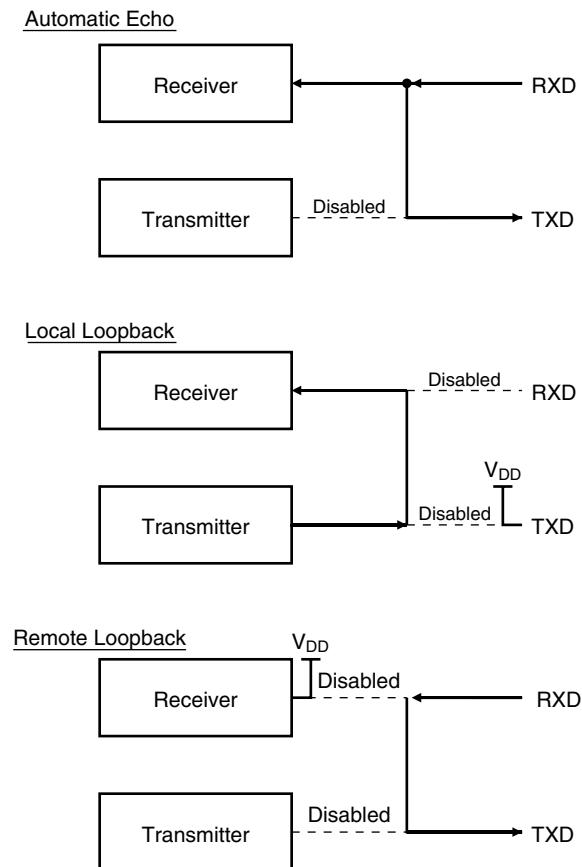 Automatic Echo
Receiver
RXD
Transmitter
Disabled
TXD
Local Loopback
Receiver
Disabled
RXD
VDD
Transmitter
Disabled
TXD
Remote Loopback
VDD
Receiver
Disabled
RXD
Transmitter
Disabled
TXD